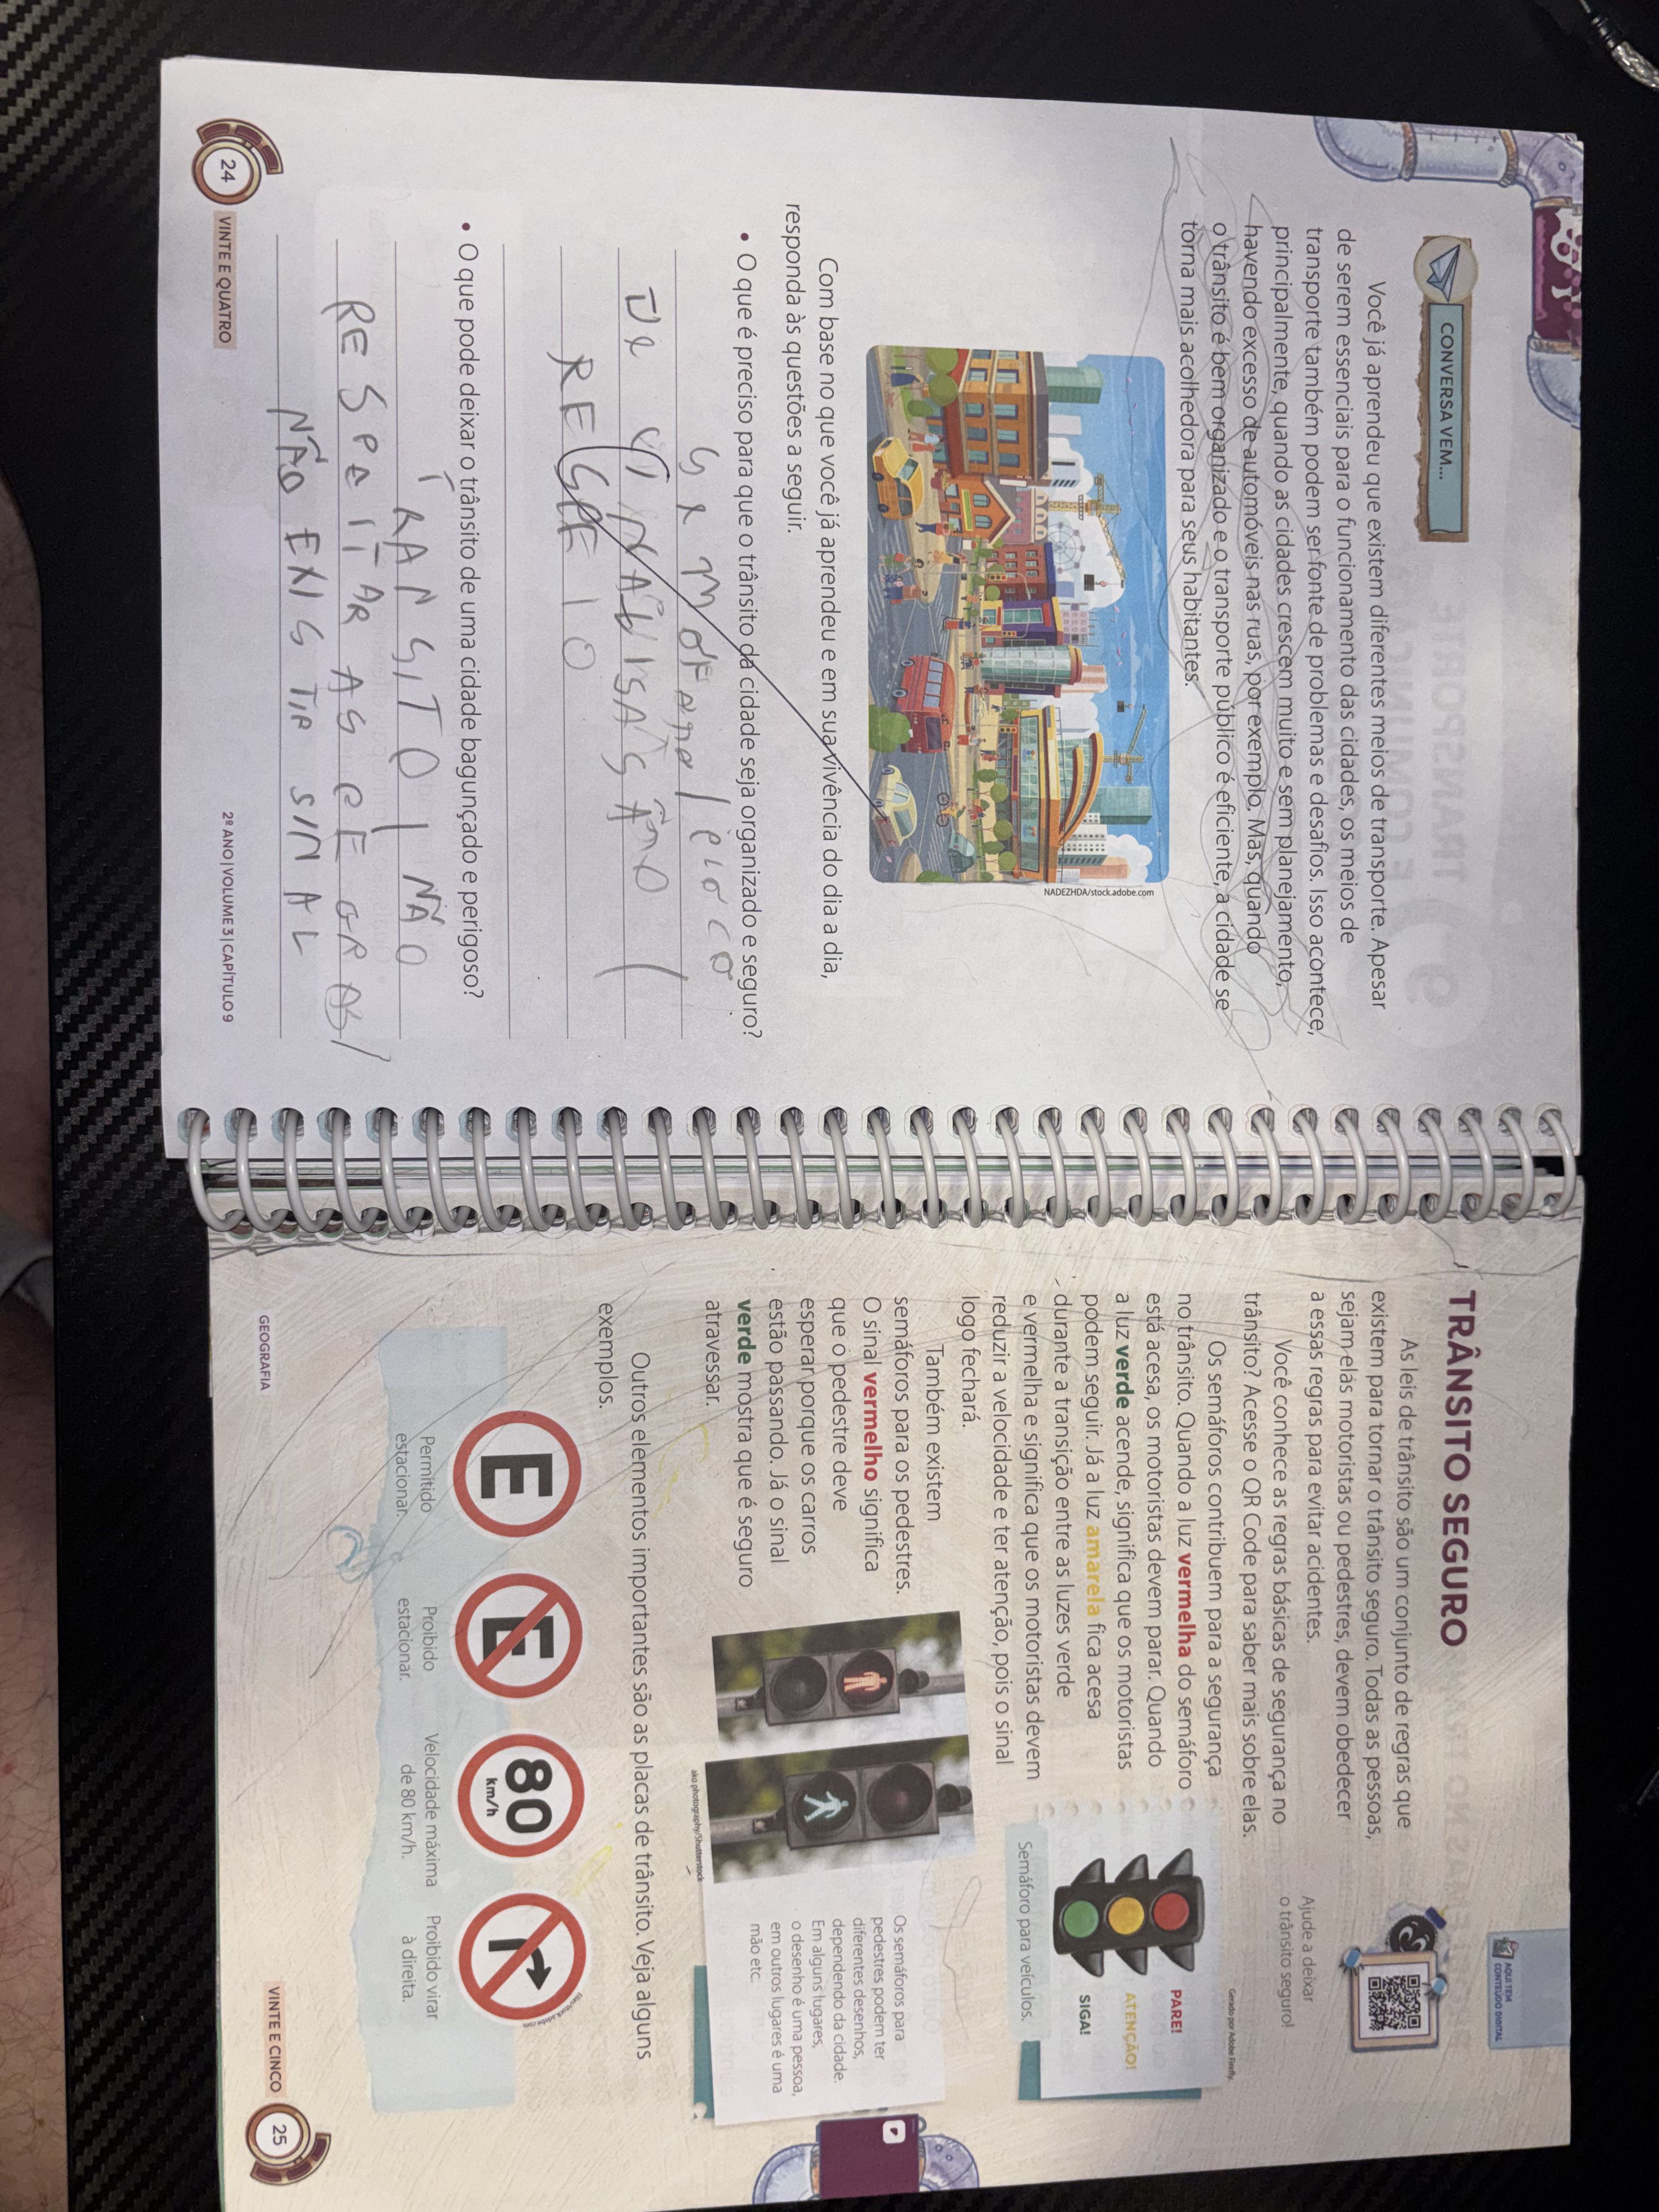 CONVERSA VEM...
Você já aprendeu que existem diferentes meios de transporte. Apesar
de serem essenciais para o funcionamento das cidades, os meios de
transporte também podem ser fonte de problemas e desafios. Isso acontece,
principalmente, quando as cidades crescem muito e sem planejamento,
havendo excesso de automóveis nas ruas, por exemplo. Mas, quando
o trânsito é bem organizado e o transporte público é eficiente, a cidade se
torna mais acolhedora para seus habitantes.
NADEZHDA/stock.adobe.com
Com base no que você já aprendeu e em sua vivência do dia a dia,
responda às questões a seguir.
• O que é preciso para que o trânsito da cidade seja organizado e seguro?
• O que pode deixar o trânsito de uma cidade bagunçado e perigoso?
TRANSITO NÃO
RESPEITAR AS
NÃO EXISTIR SINAL
24
VINTE E QUATRO
2º ANO | VOLUME 3 | CAPÍTULO 9
AQUI TEM
CONTEÚDO DIGITAL
TRÂNSITO SEGURO
As leis de trânsito são um conjunto de regras que
existem para tornar o trânsito seguro. Todas as pessoas,
sejam elas motoristas ou pedestres, devem obedecer
a essas regras para evitar acidentes.
Você conhece as regras básicas de segurança no
trânsito? Acesse o QR Code para saber mais sobre elas.
Ajude a deixar
o trânsito seguro!
Os semáforos contribuem para a segurança
no trânsito. Quando a luz vermelha do semáforo
está acesa, os motoristas devem parar. Quando
a luz verde acende, significa que os motoristas
podem seguir. Já a luz amarela fica acesa
durante a transição entre as luzes verde
e vermelha e significa que os motoristas devem
reduzir a velocidade e ter atenção, pois o sinal
logo fechará.
Gerado por Adobe Firefly.
PARE!
ATENÇÃO!
SIGA!
Semáforo para veículos.
Também existem
semáforos para os pedestres.
O sinal vermelho significa
que o pedestre deve
esperar porque os carros
estão passando. Já o sinal
verde mostra que é seguro
atravessar.
ako photography/Shutterstock
Os semáforos para
pedestres podem ter
diferentes desenhos,
dependendo da cidade.
Em alguns lugares,
o desenho é uma pessoa,
em outros lugares é uma
mão etc.
Outros elementos importantes são as placas de trânsito. Veja alguns
exemplos.
E
E
80
km/h
Permitido
estacionar.
Proibido
estacionar.
Velocidade máxima
de 80 km/h.
Proibido virar
à direita.
GEOGRAFIA
VINTE E CINCO
25